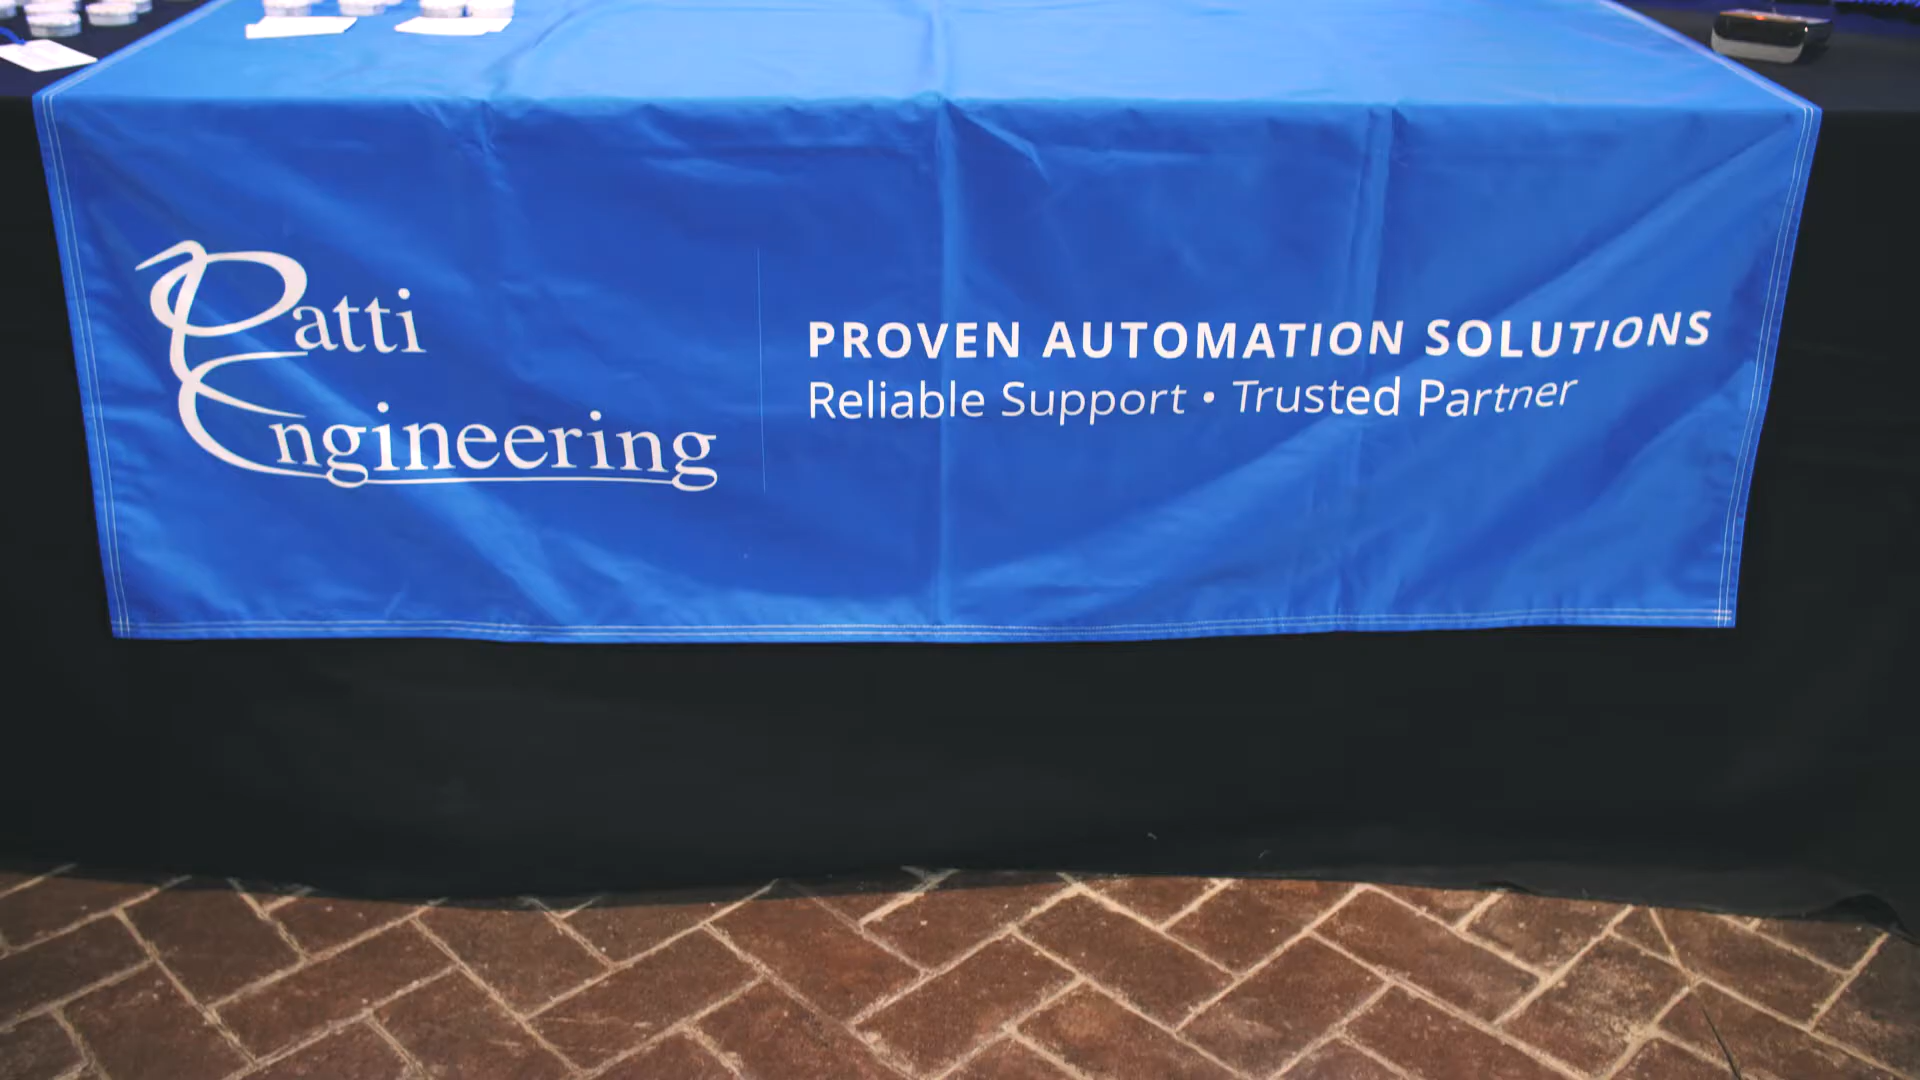 Patti
Engineering
PROVEN AUTOMATION SOLUTIONS
Reliable Support • Trusted Partner